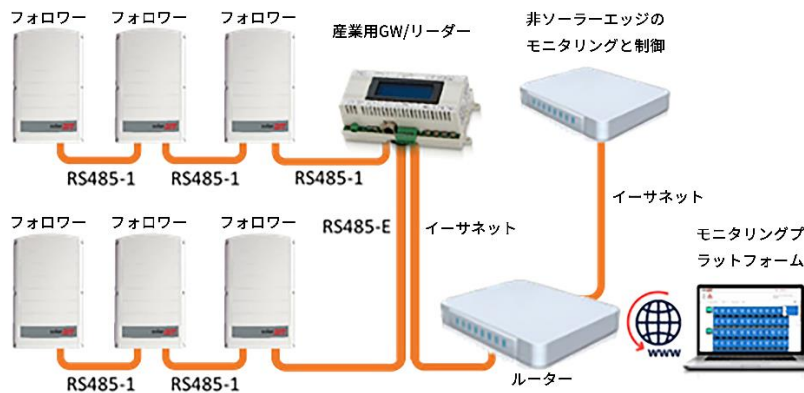 フォロワー
フォロワー
フォロワー
産業用GW/リーダー
非ソーラーエッジの
モニタリングと制御
RS485-1
RS485-1
RS485-1
イーサネット
フォロワー
フォロワー
フォロワー
RS485-E
イーサネット
モニタリングプ
ラットフォーム
www
ルーター
RS485-1
RS485-1